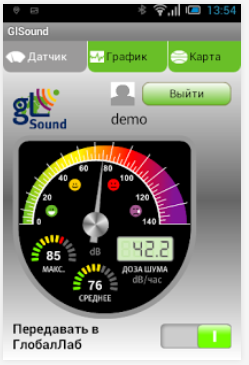 13:54
GlSound
Датчик График Карта
Выйти
gL
Sound
demo
0 20 40 60 80 100 120 140
dB
85
МАКС.
42.2
ДОЗА ШУМА
dB/час
76
СРЕДНЕЕ
Передавать в
ГлобалЛаб
I